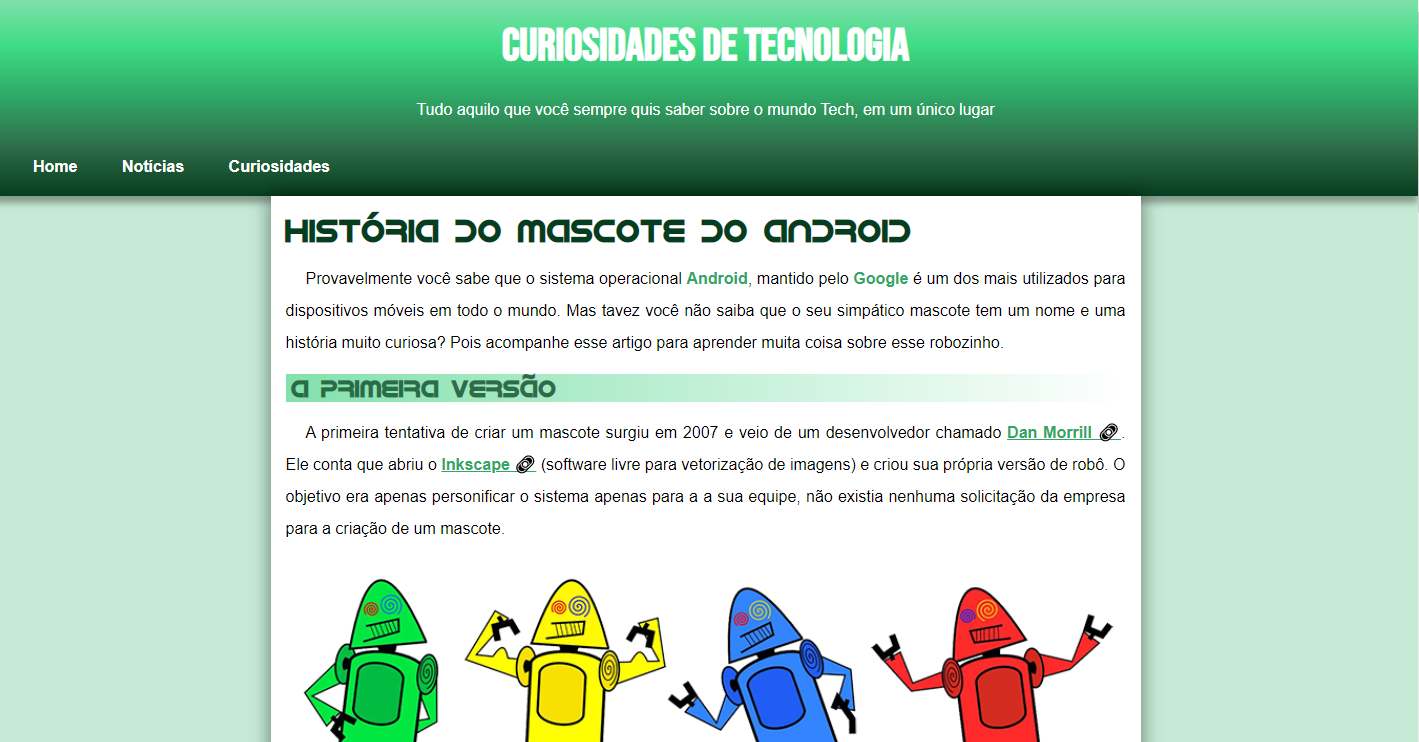 CURIOSIDADES DE TECNOLOGIA
Tudo aquilo que você sempre quis saber sobre o mundo Tech, em um único lugar
Home Notícias Curiosidades
HISTÓRIA DO MASCOTE DO ANDROID
Provavelmente você sabe que o sistema operacional Android, mantido pelo Google é um dos mais utilizados para
dispositivos móveis em todo o mundo. Mas tavez você não saiba que o seu simpático mascote tem um nome e uma
história muito curiosa? Pois acompanhe esse artigo para aprender muita coisa sobre esse robozinho.
A PRIMEIRA VERSÃO
A primeira tentativa de criar um mascote surgiu em 2007 e veio de um desenvolvedor chamado Dan Morrill .
Ele conta que abriu o Inkscape (software livre para vetorização de imagens) e criou sua própria versão de robô. O
objetivo era apenas personificar o sistema apenas para a a sua equipe, não existia nenhuma solicitação da empresa
para a criação de um mascote.